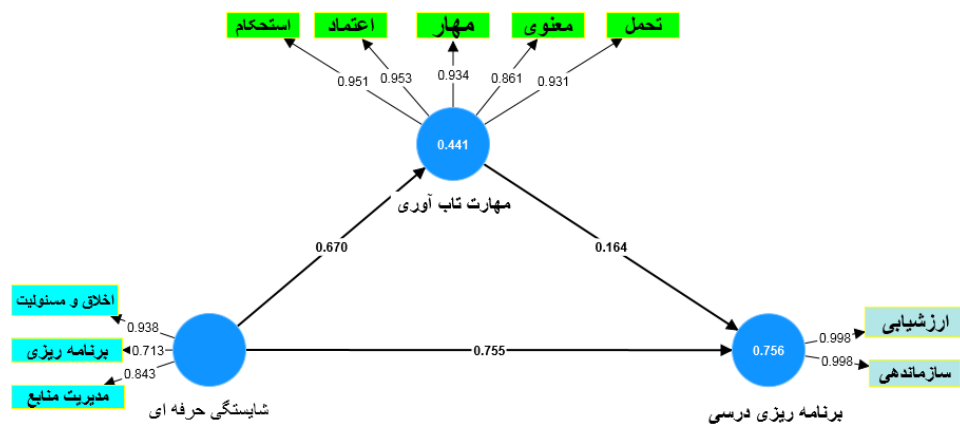 استحکام
اعتماد
مهار
معنوی
تحمل
0.951
0.953
0.934
0.861
0.931
0.441
مهارت تاب آوری
0.670
0.164
اخلاق و مسئولیت
0.938
برنامه ریزی
0.713
0.843
مدیریت منابع
شایستگی حرفه ای
0.755
0.756
برنامه ریزی درسی
ارزشیابی
0.998
0.998
سازماندهی